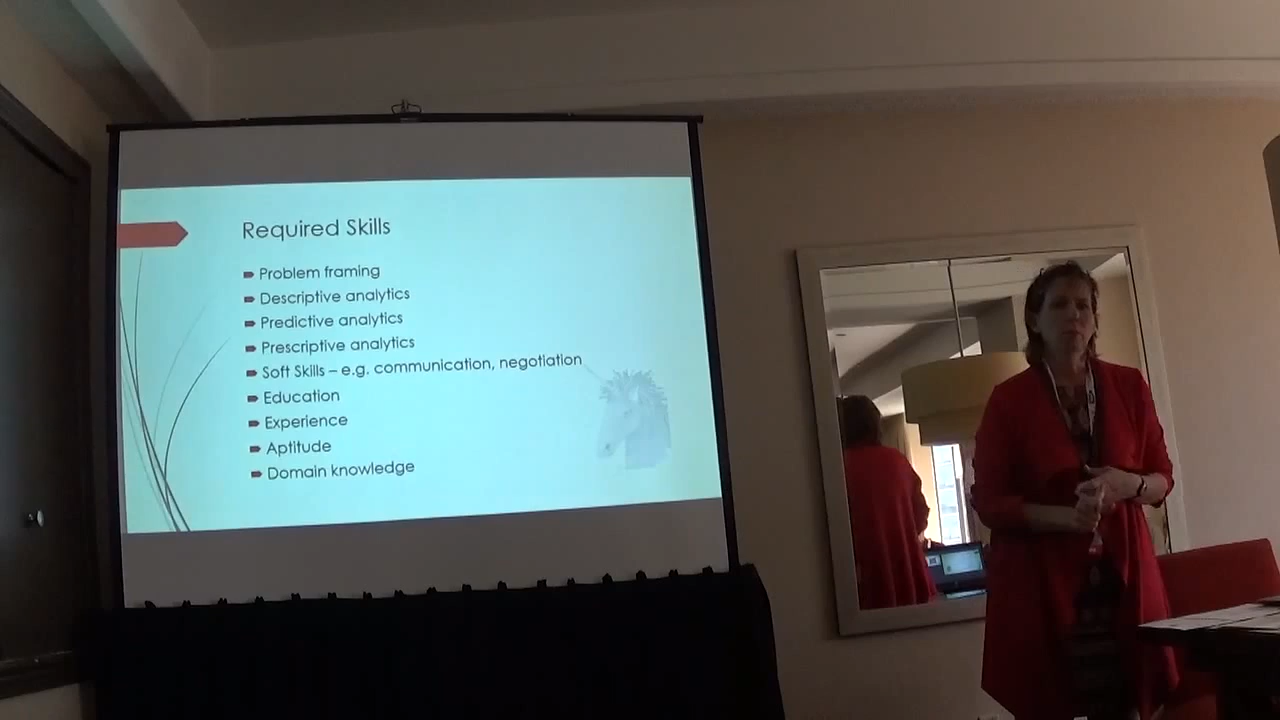 Required Skills
Problem framing
Descriptive analytics
Predictive analytics
Prescriptive analytics
Soft Skills – e.g. communication, negotiation
Education
Experience
Aptitude
Domain knowledge